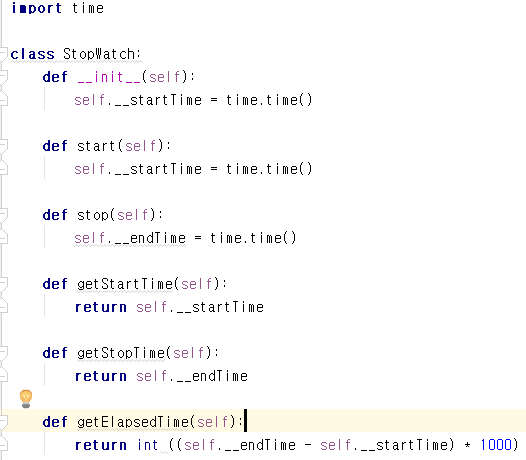 import time
class StopWatch:
    def __init__(self):
        self.__startTime = time.time()
    def start(self):
        self.__startTime = time.time()
    def stop(self):
        self.__endTime = time.time()
    def getStartTime(self):
        return self.__startTime
    def getStopTime(self):
        return self.__endTime
    def getElapsedTime(self):
        return int ((self.__endTime - self.__startTime) * 1000)